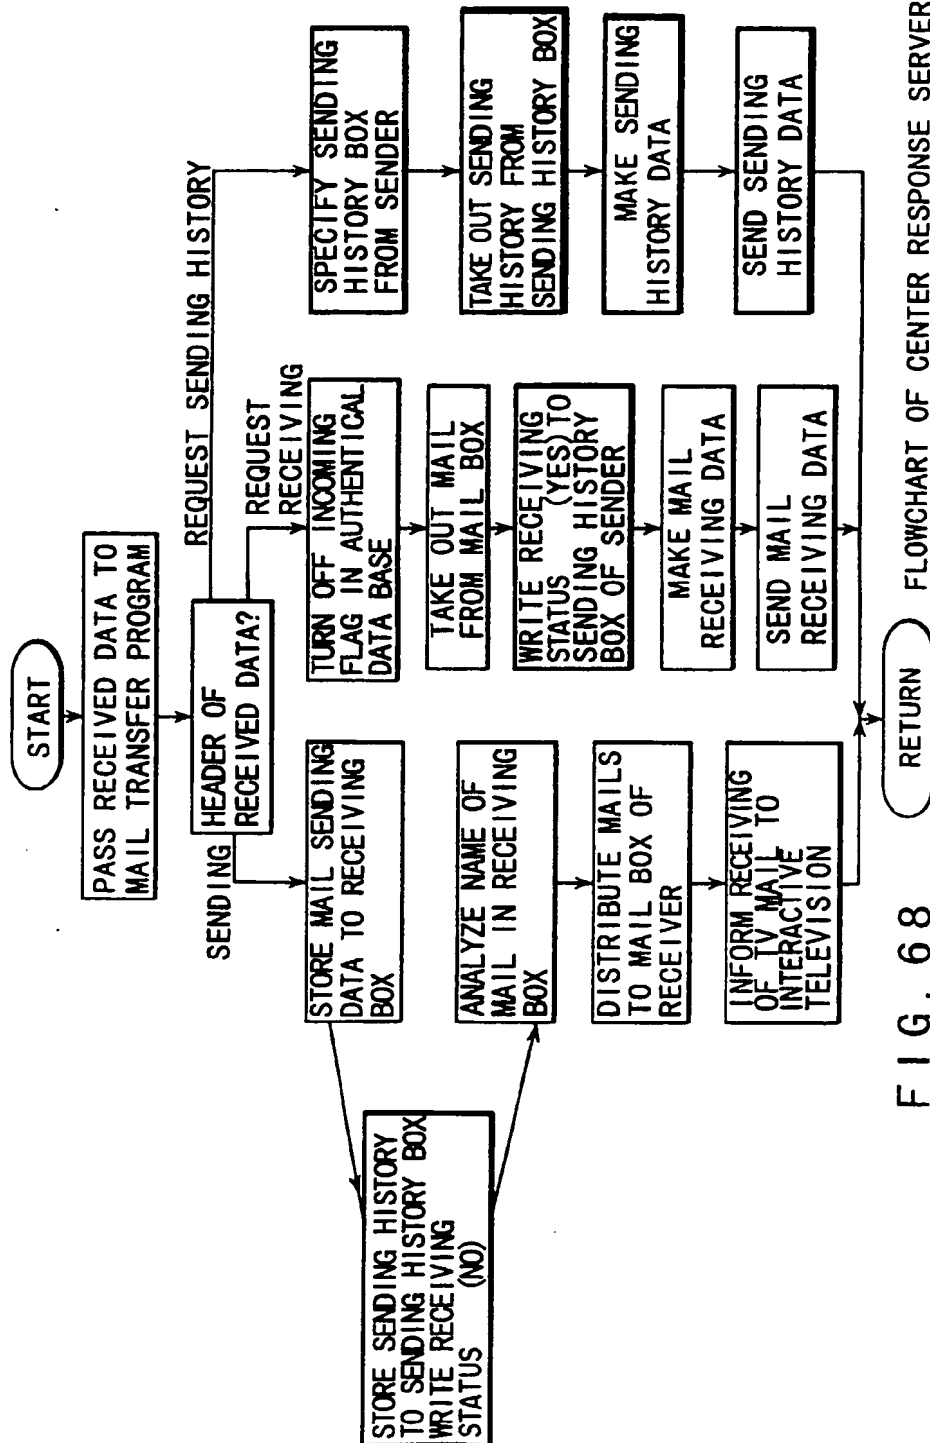 START
PASS RECEIVED DATA TO
MAIL TRANSFER PROGRAM
HEADER OF
RECEIVED DATA?
SENDING
REQUEST
RECEIVING
REQUEST SENDING HISTORY
STORE MAIL SENDING
DATA TO RECEIVING
BOX
STORE SENDING HISTORY
TO SENDING HISTORY BOX
WRITE RECEIVING
STATUS (NO)
ANALYZE NAME OF
MAIL IN RECEIVING
BOX
DISTRIBUTE MAILS
TO MAIL BOX OF
RECEIVER
INFORM RECEIVING
OF TV MAIL TO
INTERACTIVE
TELEVISION
TURN OFF INCOMING
FLAG IN AUTHENTICAL
DATA BASE
TAKE OUT MAIL
FROM MAIL BOX
WRITE RECEIVING
STATUS (YES) TO
SENDING HISTORY
BOX OF SENDER
MAKE MAIL
RECEIVING DATA
SEND MAIL
RECEIVING DATA
SPECIFY SENDING
HISTORY BOX
FROM SENDER
TAKE OUT SENDING
HISTORY FROM
SENDING HISTORY BOX
MAKE SENDING
HISTORY DATA
SEND SENDING
HISTORY DATA
RETURN
FIG. 68 FLOWCHART OF CENTER RESPONSE SERVER